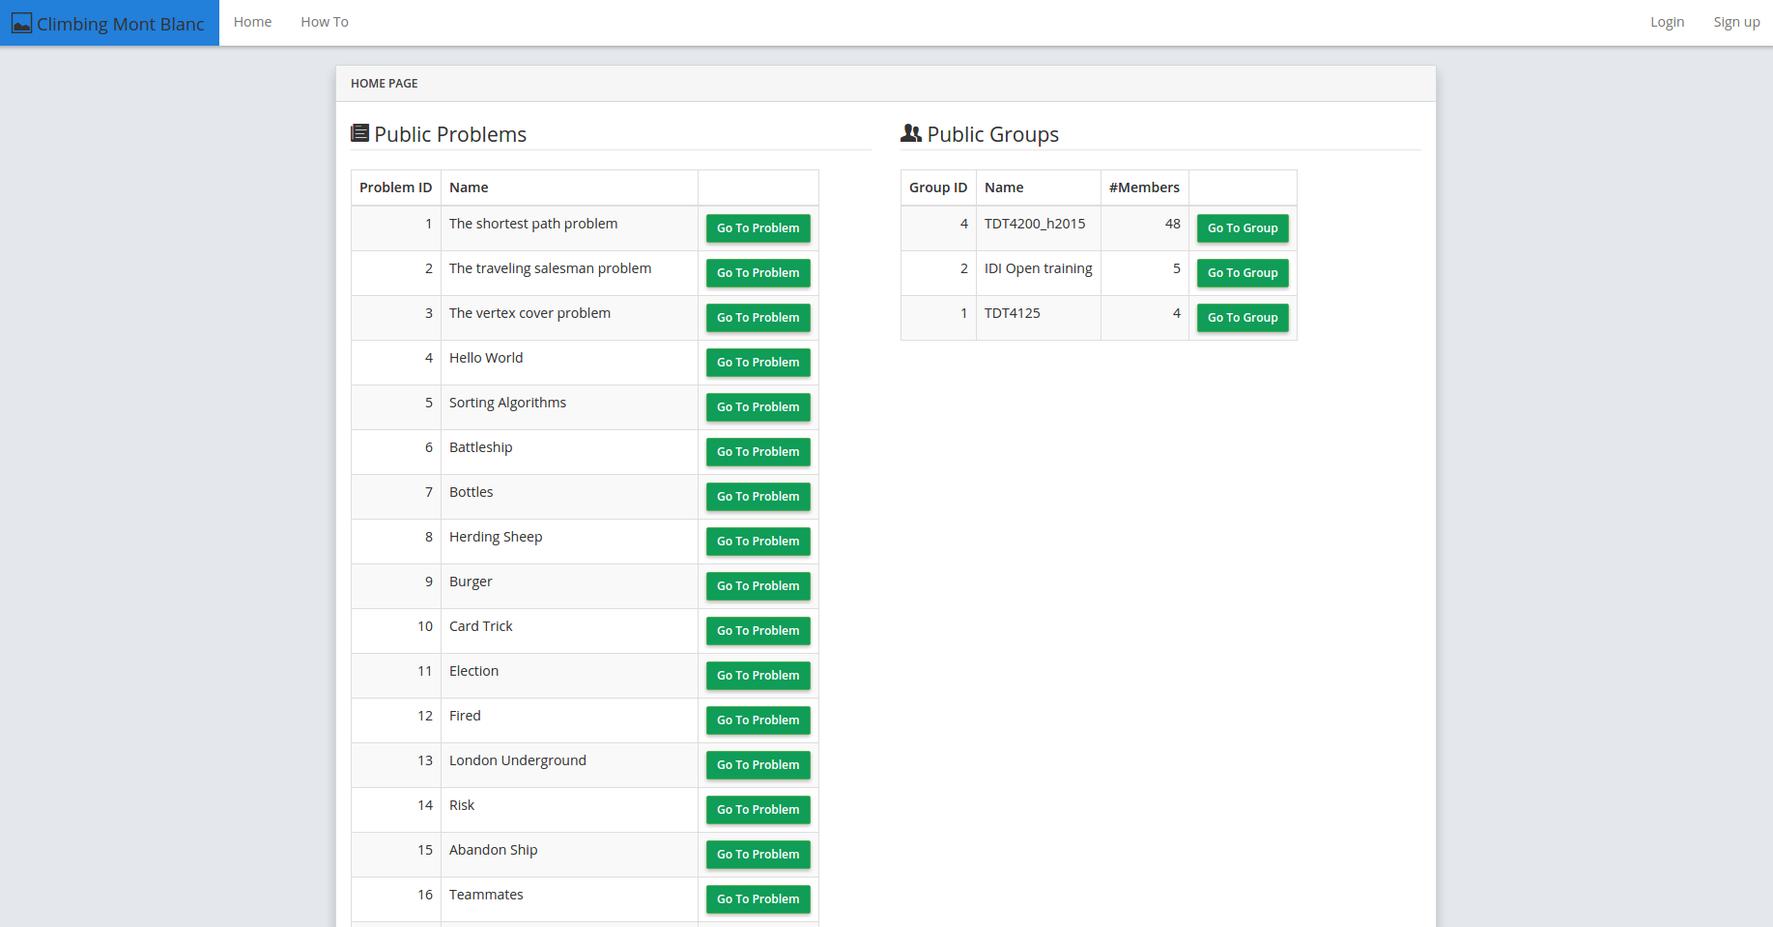 Climbing Mont Blanc Home How To Login Sign up
HOME PAGE
Public Problems
Problem ID Name
1 The shortest path problem Go To Problem
2 The traveling salesman problem Go To Problem
3 The vertex cover problem Go To Problem
4 Hello World Go To Problem
5 Sorting Algorithms Go To Problem
6 Battleship Go To Problem
7 Bottles Go To Problem
8 Herding Sheep Go To Problem
9 Burger Go To Problem
10 Card Trick Go To Problem
11 Election Go To Problem
12 Fired Go To Problem
13 London Underground Go To Problem
14 Risk Go To Problem
15 Abandon Ship Go To Problem
16 Teammates Go To Problem
Public Groups
Group ID Name #Members
4 TDT4200_h2015 48 Go To Group
2 IDI Open training 5 Go To Group
1 TDT4125 4 Go To Group